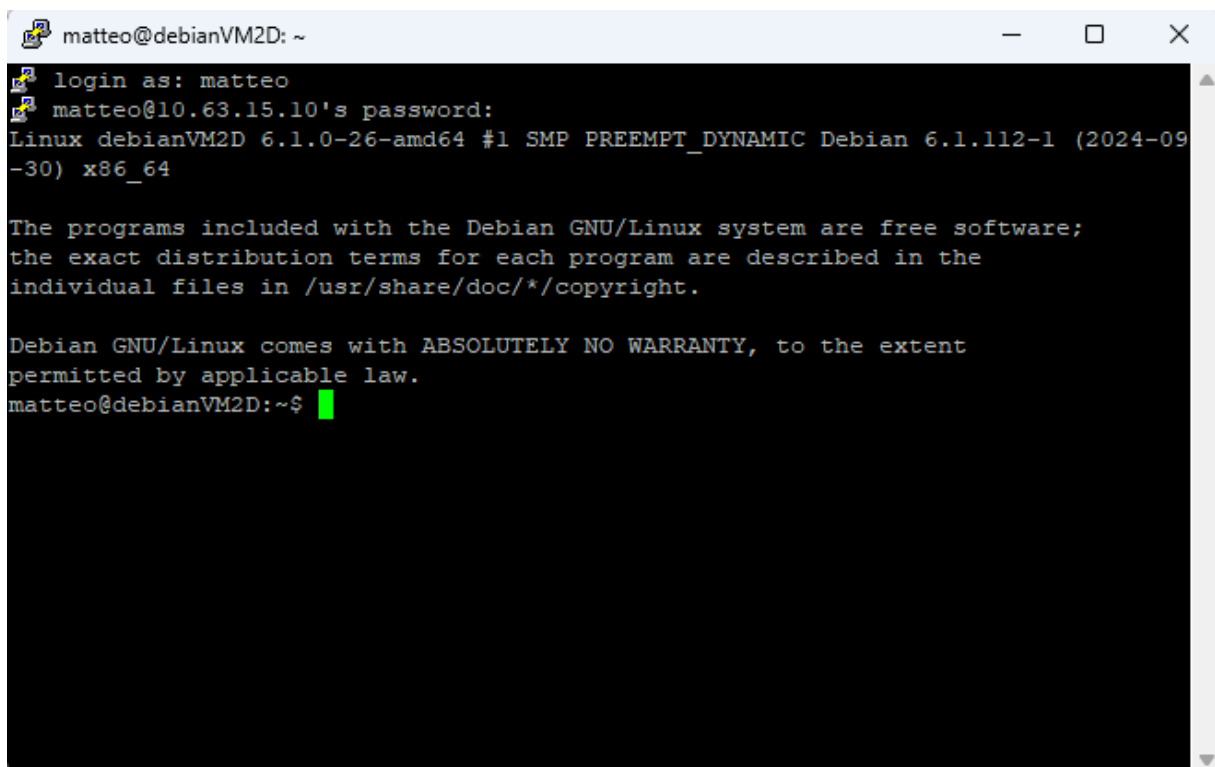 matteo@debianVM2D: ~
login as: matteo
matteo@10.63.15.10's password:
Linux debianVM2D 6.1.0-26-amd64 #1 SMP PREEMPT_DYNAMIC Debian 6.1.112-1 (2024-09
-30) x86_64
The programs included with the Debian GNU/Linux system are free software;
the exact distribution terms for each program are described in the
individual files in /usr/share/doc/*/copyright.
Debian GNU/Linux comes with ABSOLUTELY NO WARRANTY, to the extent
permitted by applicable law.
matteo@debianVM2D:~$